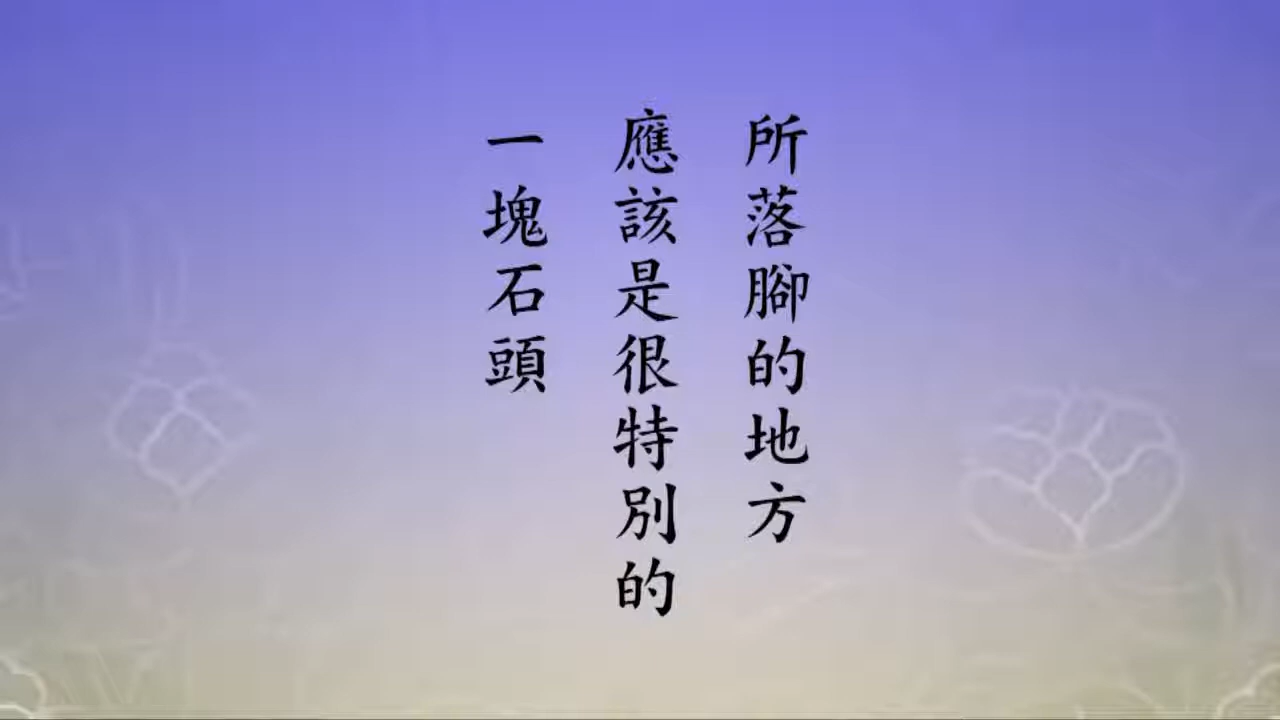 所落腳的地方
應該是很特別的
一塊石頭